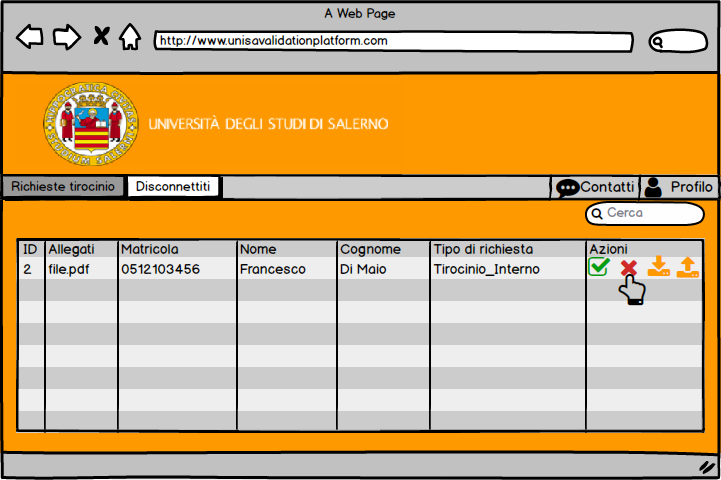 A Web Page
http://www.unisavalidationplatform.com
UNIVERSITÀ DEGLI STUDI DI SALERNO
Richieste tirocinio Disconnettiti Contatti Profilo
Cerca
ID Allegati Matricola Nome Cognome Tipo di richiesta Azioni
2 file.pdf 0512103456 Francesco Di Maio Tirocinio_Interno